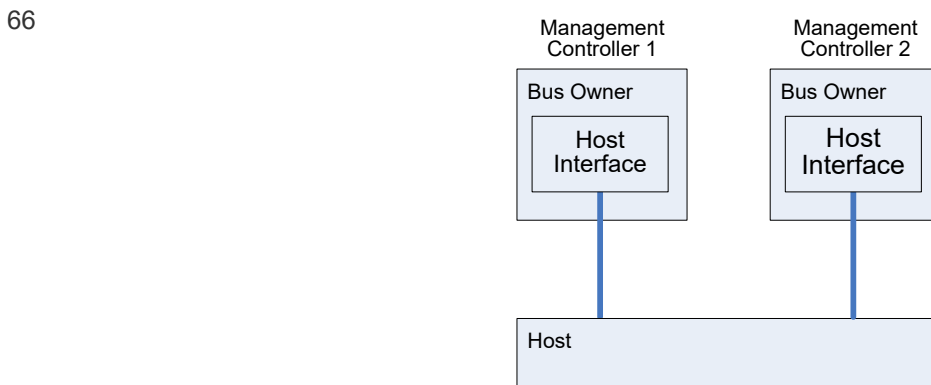 66
Management
Controller 1
Management
Controller 2
Bus Owner
Bus Owner
Host
Interface
Host
Interface
Host